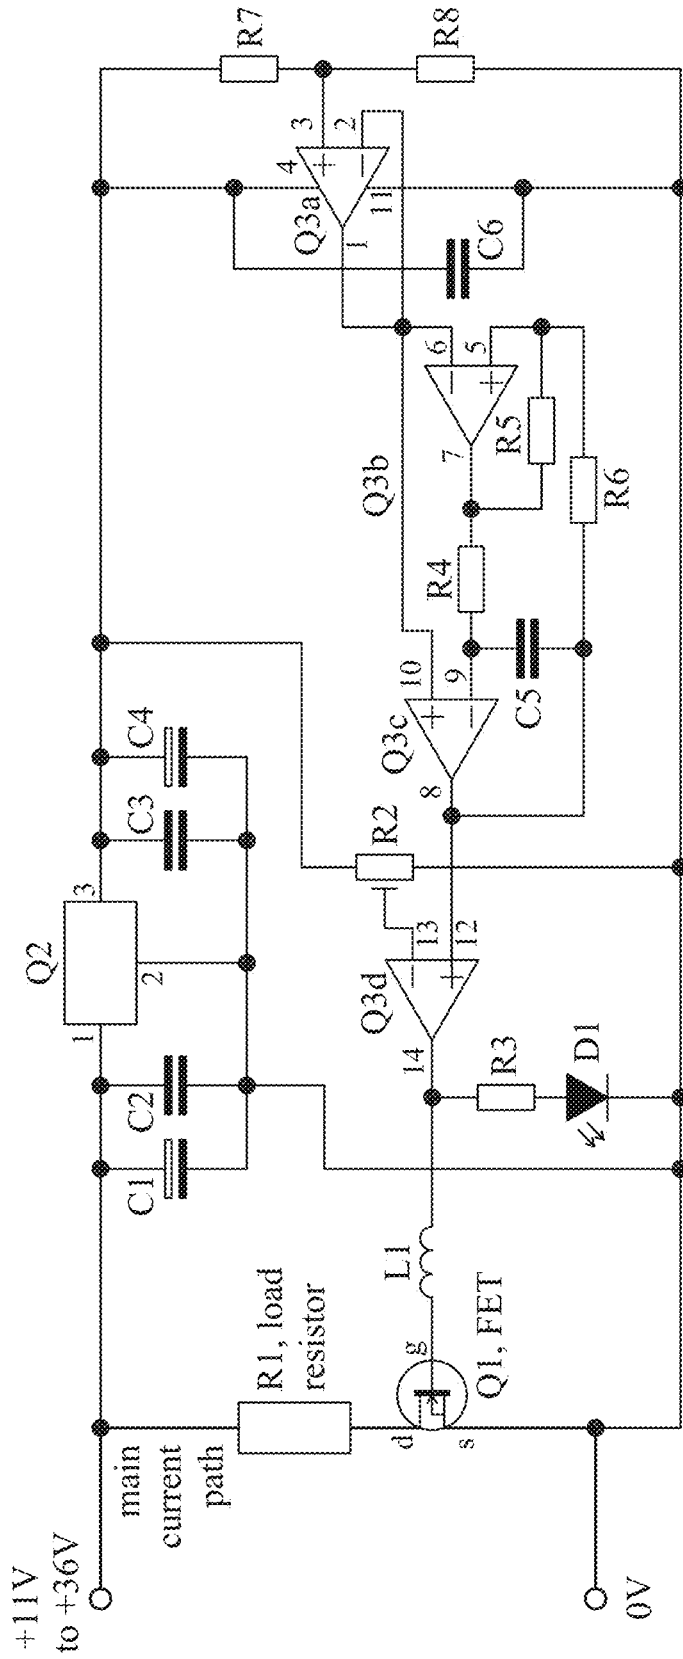 +11V
to +36V
main
current
path
R1, load
resistor
d
g
s
Q1, FET
0V
L1
C1
C2
1
Q2
2
3
C3
C4
14
R3
D1
Q3d
13
12
R2
8
Q3c
10
9
C5
R4
Q3b
7
R5
R6
6
5
1
Q3a
4
11
3
2
C6
R7
R8